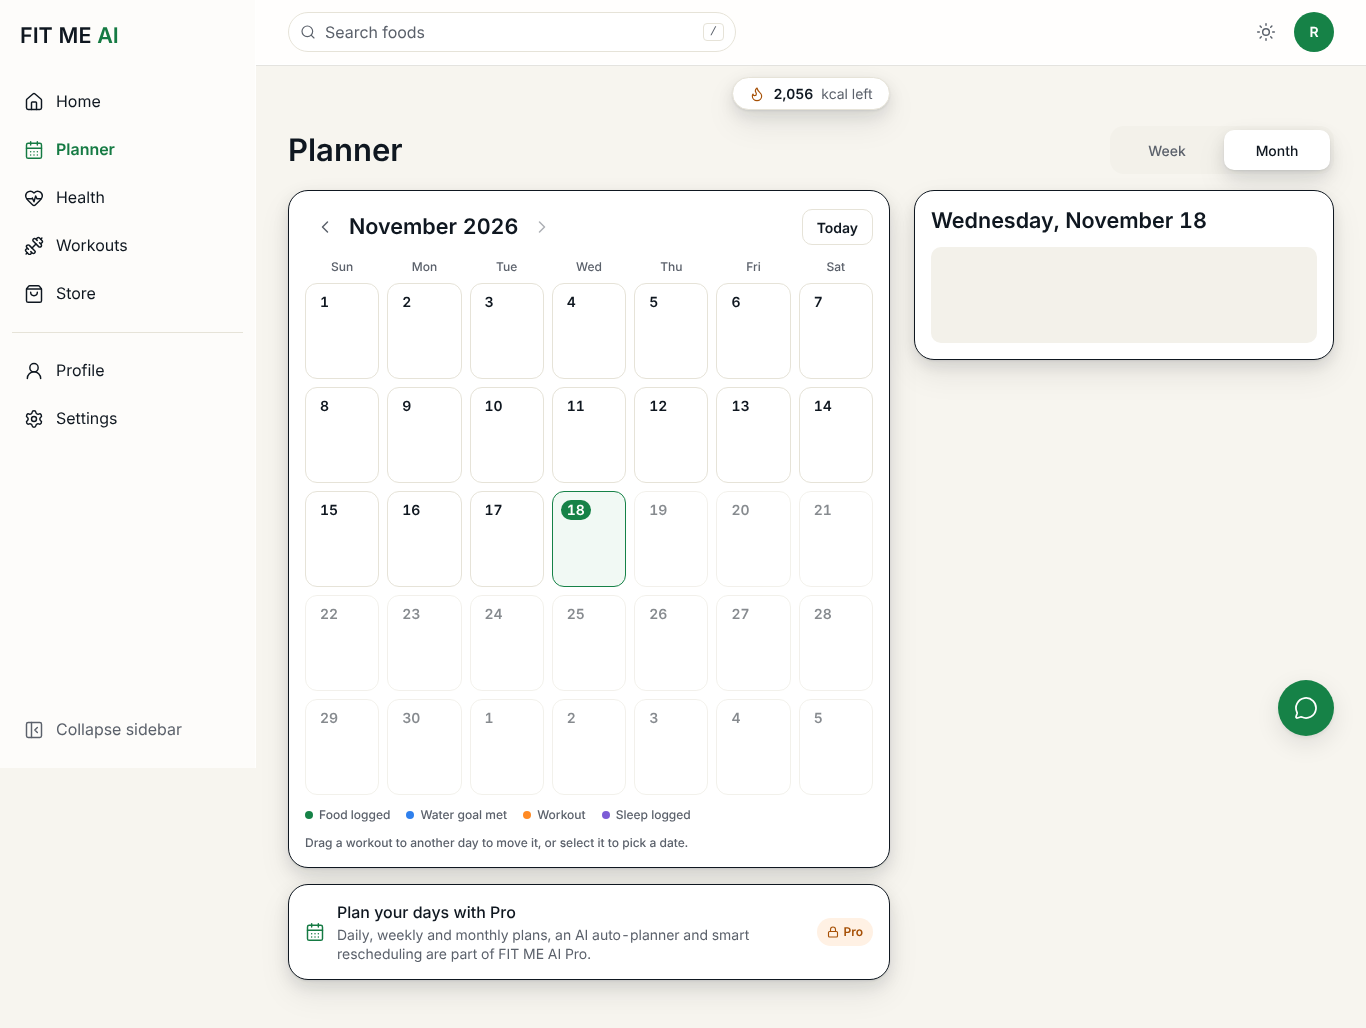 FIT ME AI
Search foods /
R
2,056 kcal left
Home
Planner
Health
Workouts
Store
Profile
Settings
Collapse sidebar
Planner
Week Month
November 2026 Today
Sun Mon Tue Wed Thu Fri Sat
1 2 3 4 5 6 7
8 9 10 11 12 13 14
15 16 17 18 19 20 21
22 23 24 25 26 27 28
29 30 1 2 3 4 5
Food logged Water goal met Workout Sleep logged
Drag a workout to another day to move it, or select it to pick a date.
Plan your days with Pro
Daily, weekly and monthly plans, an AI auto-planner and smart
rescheduling are part of FIT ME AI Pro.
Pro
Wednesday, November 18